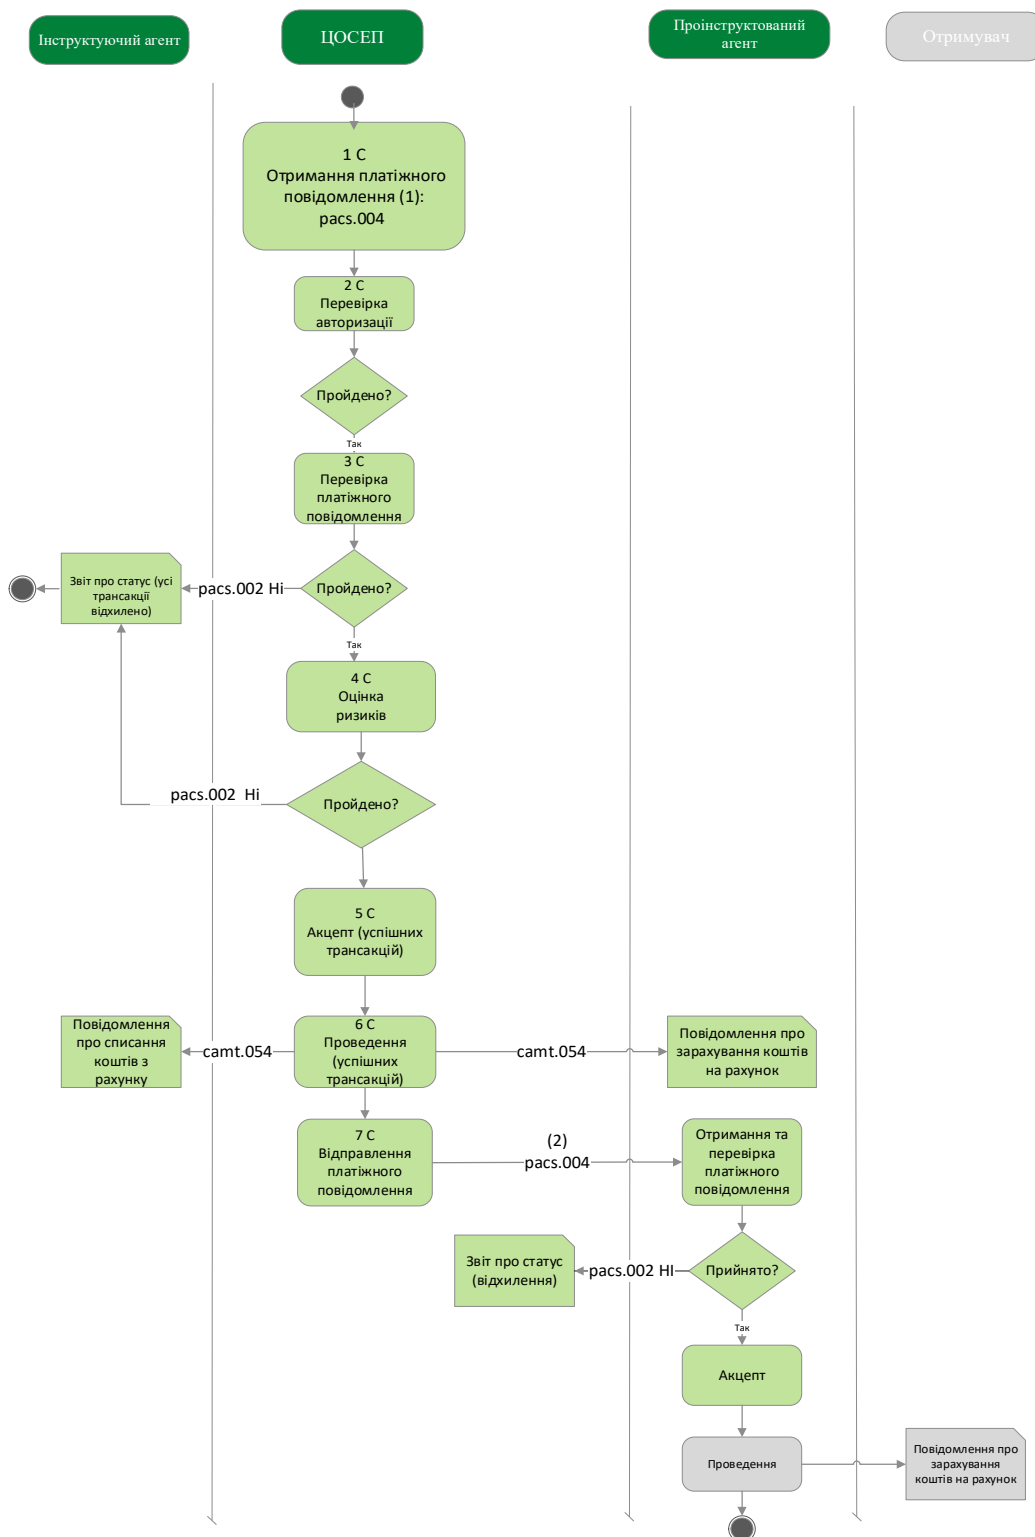 Інструктуючий агент
ЦОСЕП
Проінструктований
агент
Отримувач
1 С
Отримання платіжного
повідомлення (1):
pacs.004
2 С
Перевірка
авторизації
Пройдено?
Так
3 С
Перевірка
платіжного
повідомлення
Звіт про статус (усі
трансакції
відхилено)
pacs.002 Ні
Пройдено?
Так
4 С
Оцінка
ризиків
pacs.002 Ні
Пройдено?
5 С
Акцепт (успішних
трансакцій)
Повідомлення
про списання
коштів з
рахунку
camt.054
6 С
Проведення
(успішних
трансакцій)
camt.054
Повідомлення про
зарахування коштів
на рахунок
7 С
Відправлення
платіжного
повідомлення
(2)
pacs.004
Отримання та
перевірка
платіжного
повідомлення
Звіт про статус
(відхилення)
pacs.002 НІ
Прийнято?
Так
Акцепт
Проведення
Повідомлення про
зарахування
коштів на рахунок